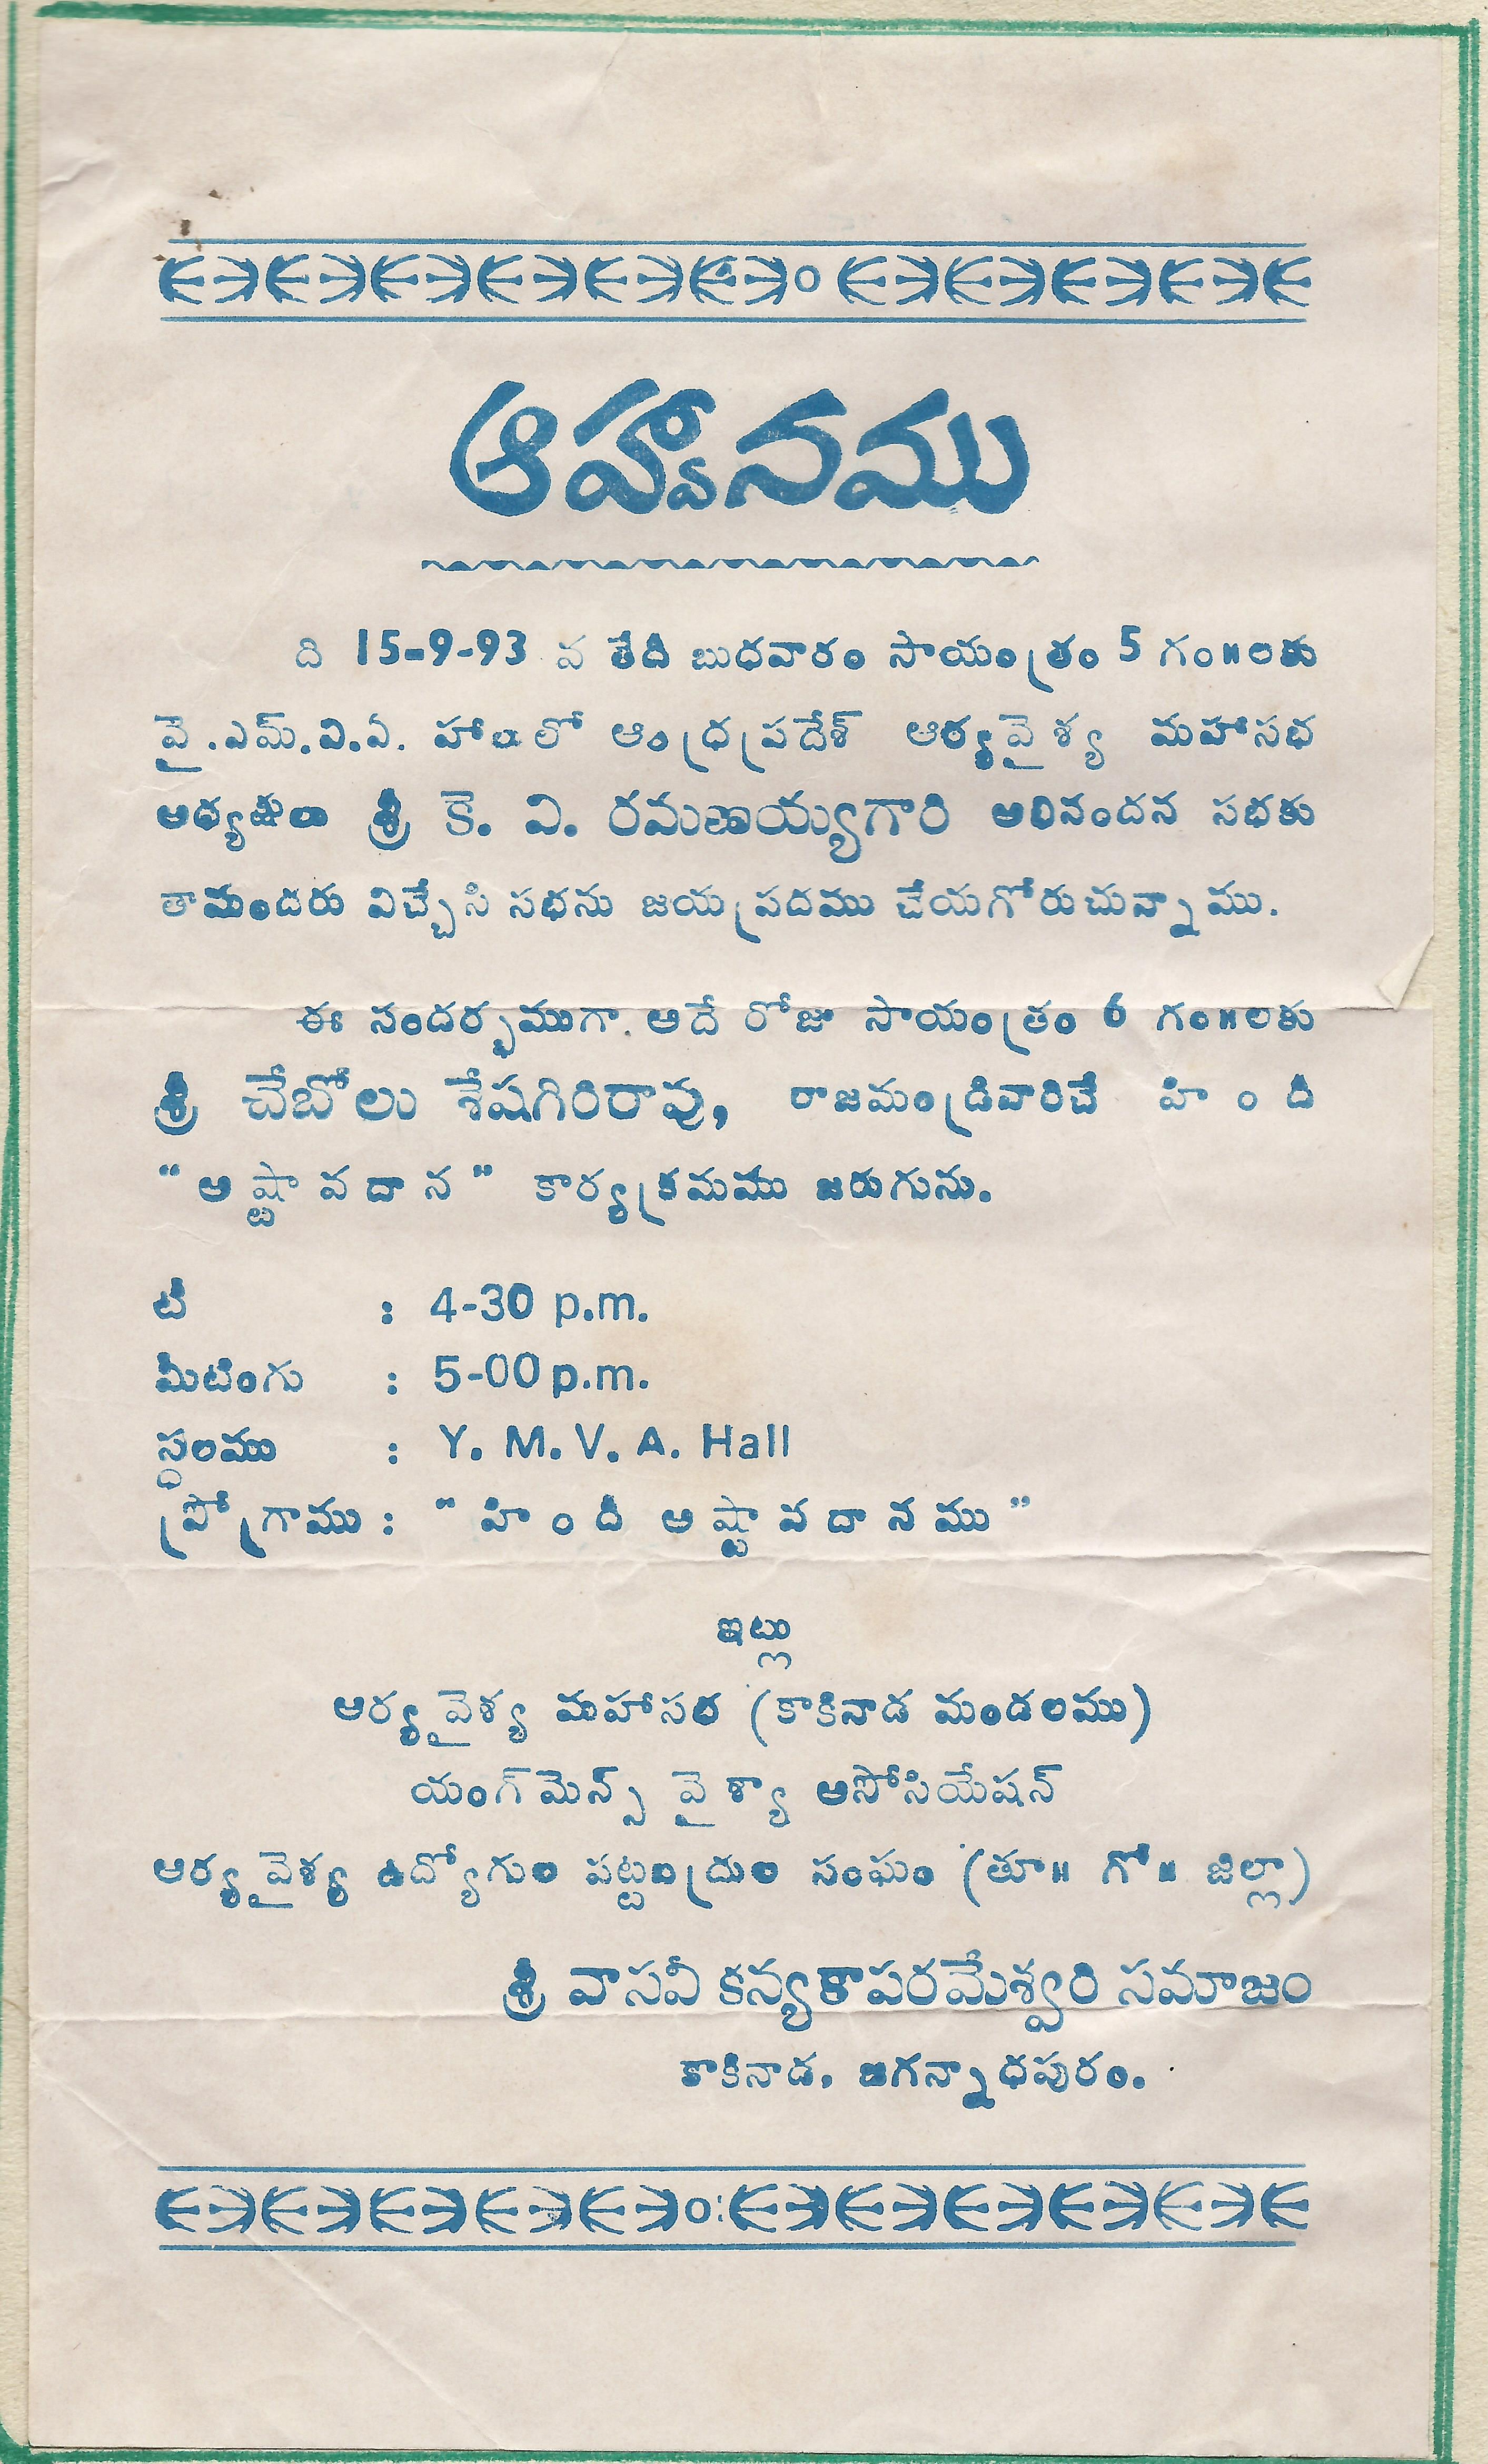 ఆహ్వానము
ది 15-9-93 వ తేదీ బుధవారం సాయంత్రం 5 గం॥లకు
వై.ఎమ్.వి.ఏ. హాలులో ఆంధ్రప్రదేశ్ ఆర్యవైశ్య మహాసభ
అధ్యక్షులు శ్రీ కె. వి. రమణయ్యగారి అభినందన సభకు
తామందరు విచ్చేసి సభను జయప్రదము చేయగోరుచున్నాము.
ఈ సందర్భముగా. అదే రోజు సాయంత్రం 6 గం॥లకు
శ్రీ చేబోలు శేషగిరిరావు, రాజమండ్రివారిచే హిందీ
"అష్టావదాన" కార్యక్రమము జరుగును.
టీ : 4-30 p.m.
మీటింగు : 5-00 p.m.
స్థలము : Y. M. V. A. Hall
ప్రోగ్రాము : "హిందీ అష్టావదానము"
ఇట్లు
ఆర్యవైశ్య మహాసభ (కాకినాడ మండలము)
యంగ్‌మెన్స్ వైశ్యా అసోసియేషన్
ఆర్యవైశ్య ఉద్యోగుల పట్టభద్రుల సంఘం (తూ॥ గో॥ జిల్లా)
శ్రీ వాసవీ కన్యకాపరమేశ్వరి సమాజం
కాకినాడ. జగన్నాధపురం.